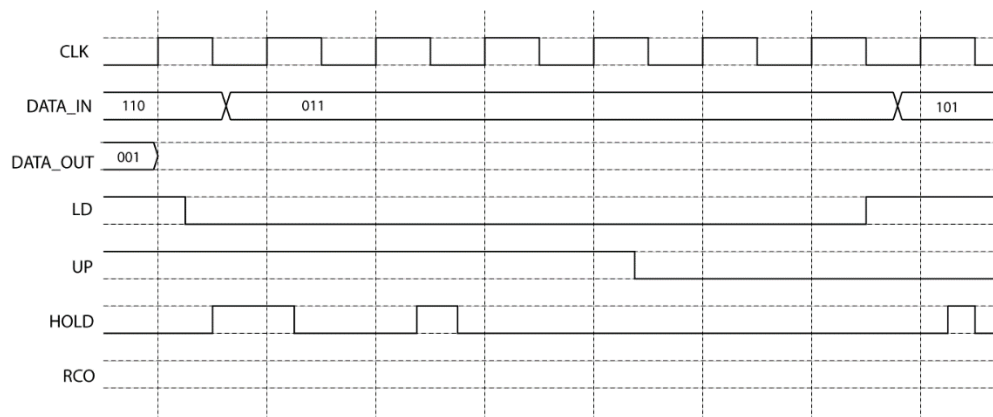 CLK
DATA_IN 110 011 101
DATA_OUT 001
LD
UP
HOLD
RCO